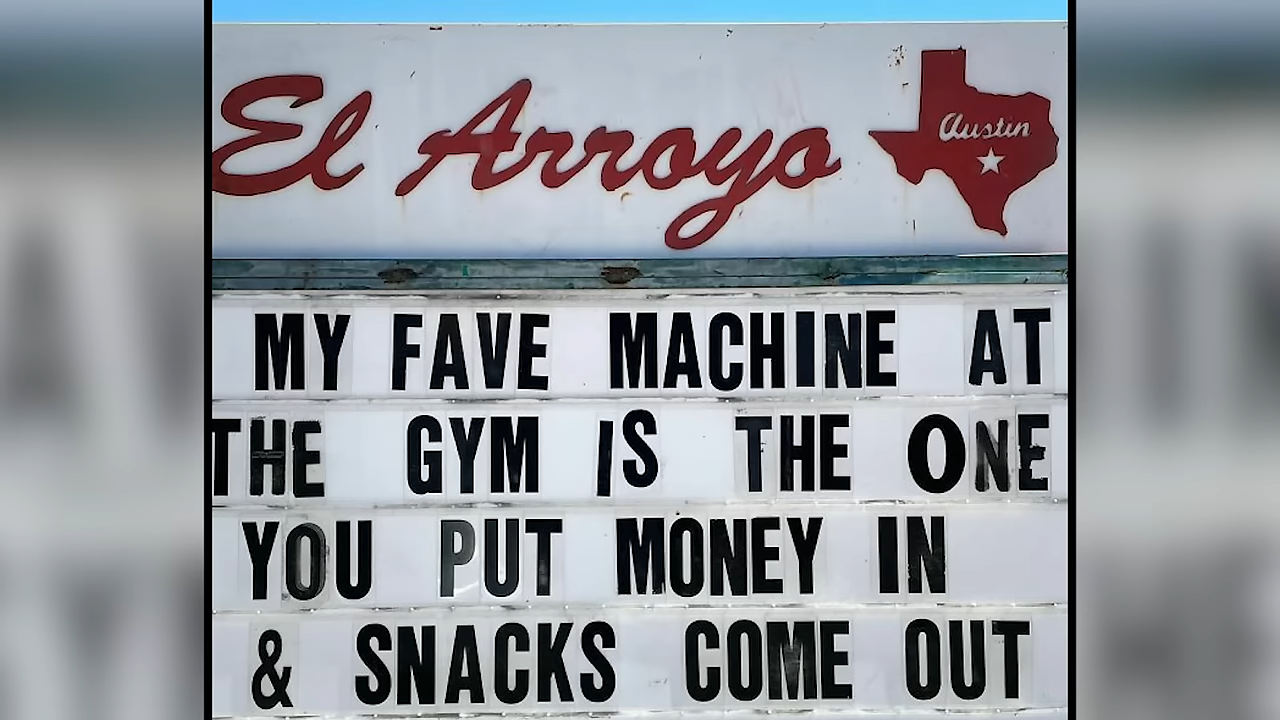 El Arroyo
Austin
MY FAVE MACHINE AT
THE GYM IS THE ONE
YOU PUT MONEY IN
& SNACKS COME OUT